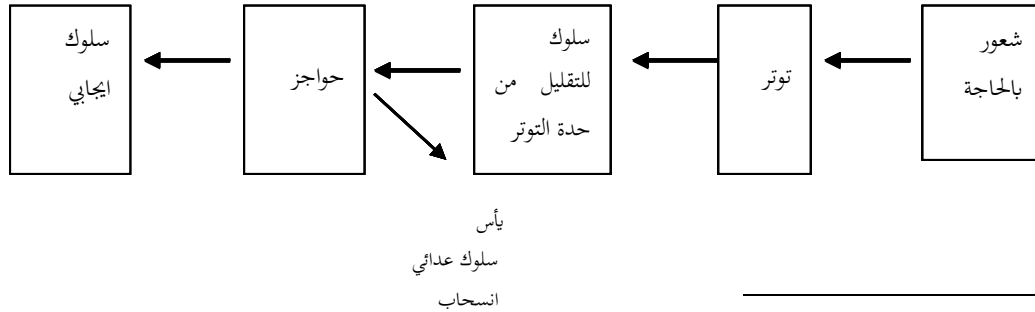 شعور
بالحاجة
توتر
سلوك
للتقليل من
حدة التوتر
حواجز
سلوك
ايجابي
يأس
سلوك عدائي
انسحاب